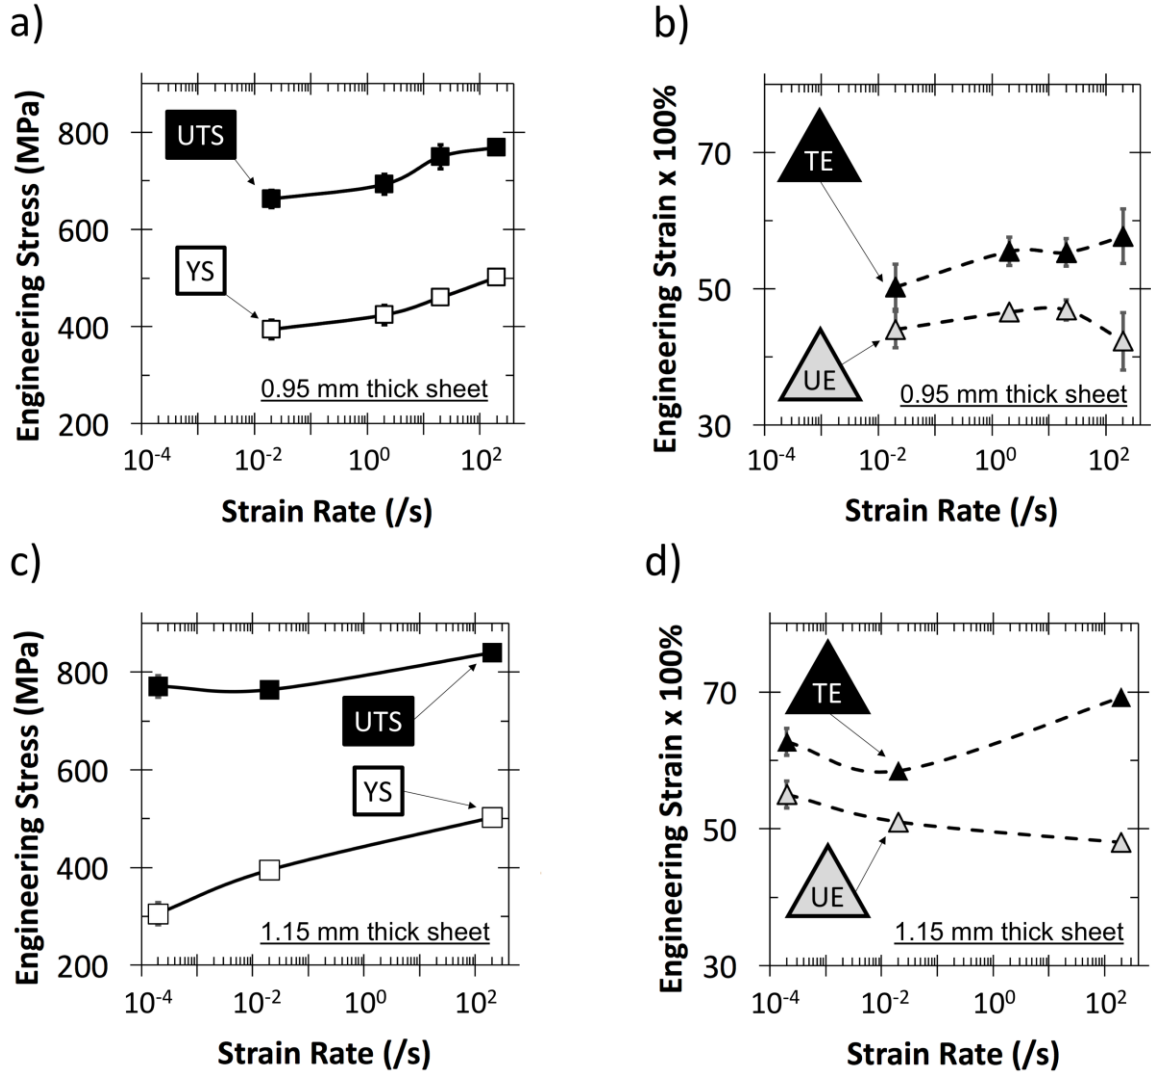 a)
Engineering Stress (MPa)
800
600
400
200
UTS
YS
0.95 mm thick sheet
10-4
10-2
100
102
Strain Rate (/s)
b)
Engineering Strain x 100%
70
50
30
TE
UE
0.95 mm thick sheet
10-4
10-2
100
102
Strain Rate (/s)
c)
Engineering Stress (MPa)
800
600
400
200
UTS
YS
1.15 mm thick sheet
10-4
10-2
100
102
Strain Rate (/s)
d)
Engineering Strain x 100%
70
50
30
TE
UE
1.15 mm thick sheet
10-4
10-2
100
102
Strain Rate (/s)